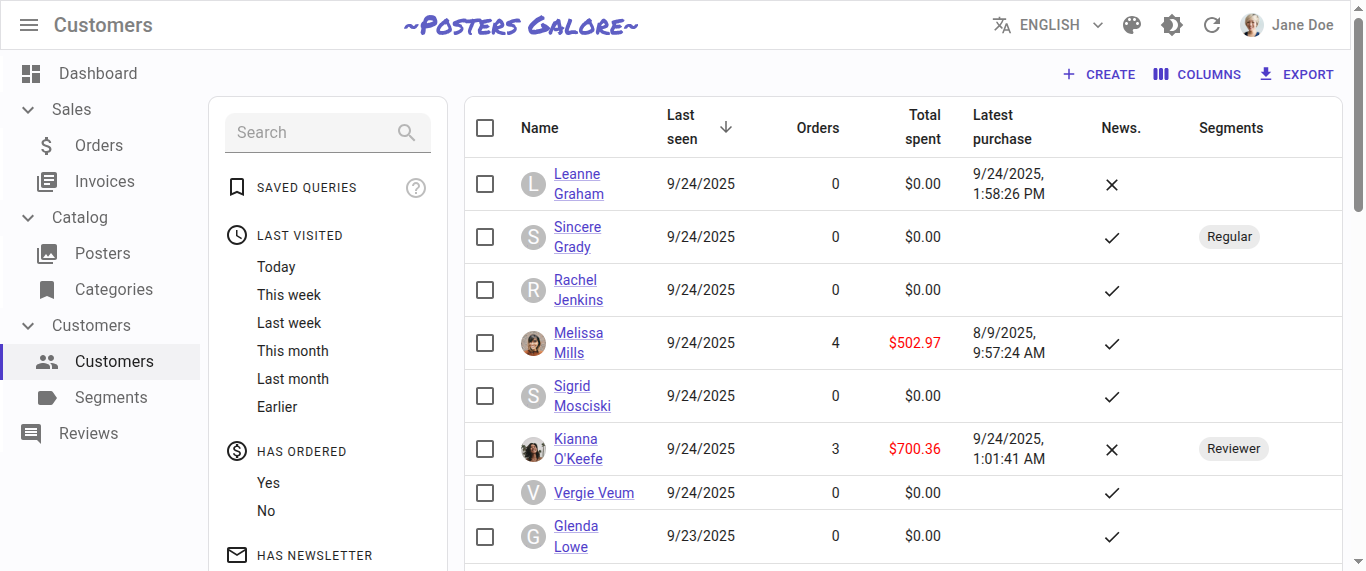 Customers
~Posters Galore~
ENGLISH
Jane Doe
Dashboard
Sales
Orders
Invoices
Catalog
Posters
Categories
Customers
Customers
Segments
Reviews
CREATE
COLUMNS
EXPORT
Search
SAVED QUERIES
?
LAST VISITED
Today
This week
Last week
This month
Last month
Earlier
HAS ORDERED
Yes
No
HAS NEWSLETTER
Name
Last seen
Orders
Total spent
Latest purchase
News.
Segments
L
Leanne Graham
9/24/2025
0
$0.00
9/24/2025, 1:58:26 PM
S
Sincere Grady
9/24/2025
0
$0.00
Regular
R
Rachel Jenkins
9/24/2025
0
$0.00
Melissa Mills
9/24/2025
4
$502.97
8/9/2025, 9:57:24 AM
S
Sigrid Mosciski
9/24/2025
0
$0.00
Kianna O'Keefe
9/24/2025
3
$700.36
9/24/2025, 1:01:41 AM
Reviewer
V
Vergie Veum
9/24/2025
0
$0.00
G
Glenda Lowe
9/23/2025
0
$0.00